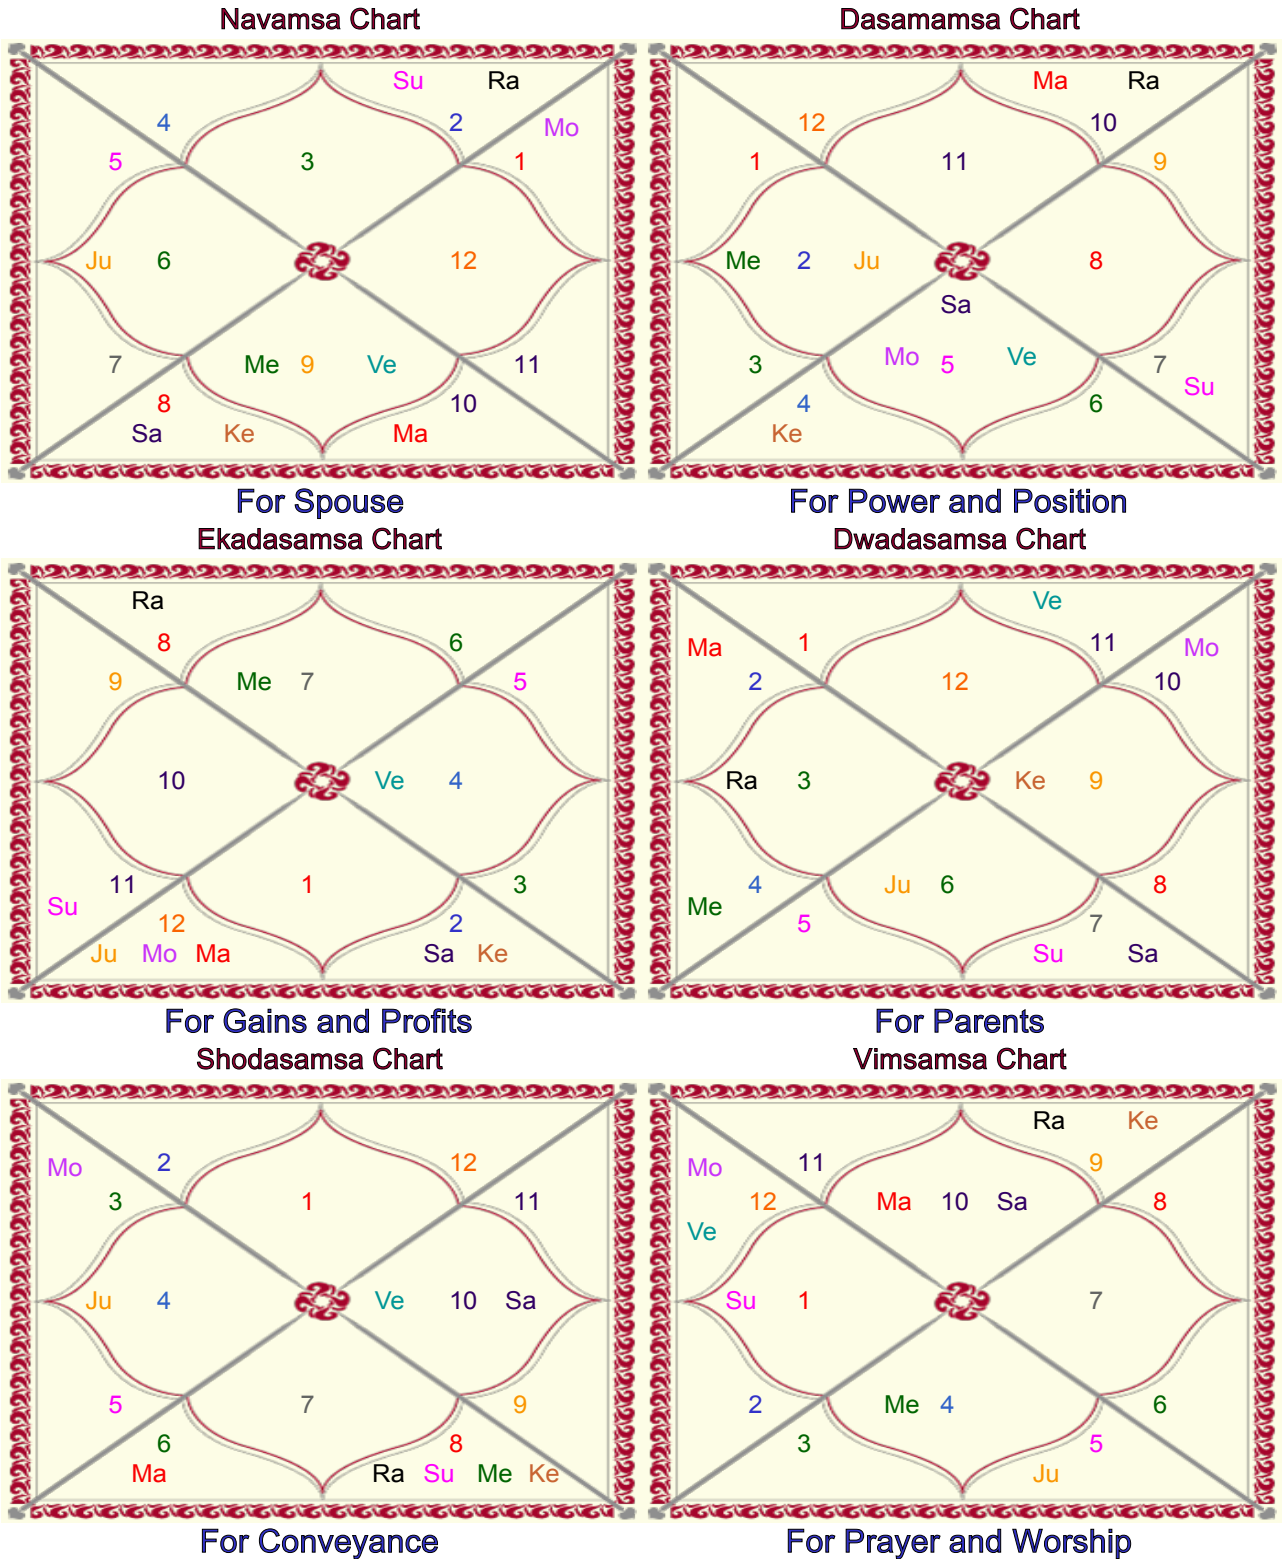 Navamsa Chart
Su Ra
4 2 Mo
5 3 1
Ju 6 12
7 Me 9 Ve 11
8 10
Sa Ke Ma
For Spouse
Dasamamsa Chart
Ma Ra
12 10
1 11 9
Me 2 Ju 8
Sa
3 Mo 5 Ve 7
Su
4 6
Ke
For Power and Position
Ekadasamsa Chart
Ra
8 6
9 Me 7 5
10 Ve 4
11 1 3
Su
12 2
Ju Mo Ma Sa Ke
For Gains and Profits
Dwadasamsa Chart
Ve
Ma 1 11 Mo
2 12 10
Ra 3 Ke 9
4 Ju 6 8
Me
5 7
Su Sa
For Parents
Shodasamsa Chart
Mo 2 12
3 1 11
Ju 4 Ve 10 Sa
5 7 9
6 8
Ma Ra Su Me Ke
For Conveyance
Vimsamsa Chart
Ra Ke
Mo 11 9
12 Ma 10 Sa 8
Ve
Su 1 7
2 Me 4 6
3 5
Ju
For Prayer and Worship